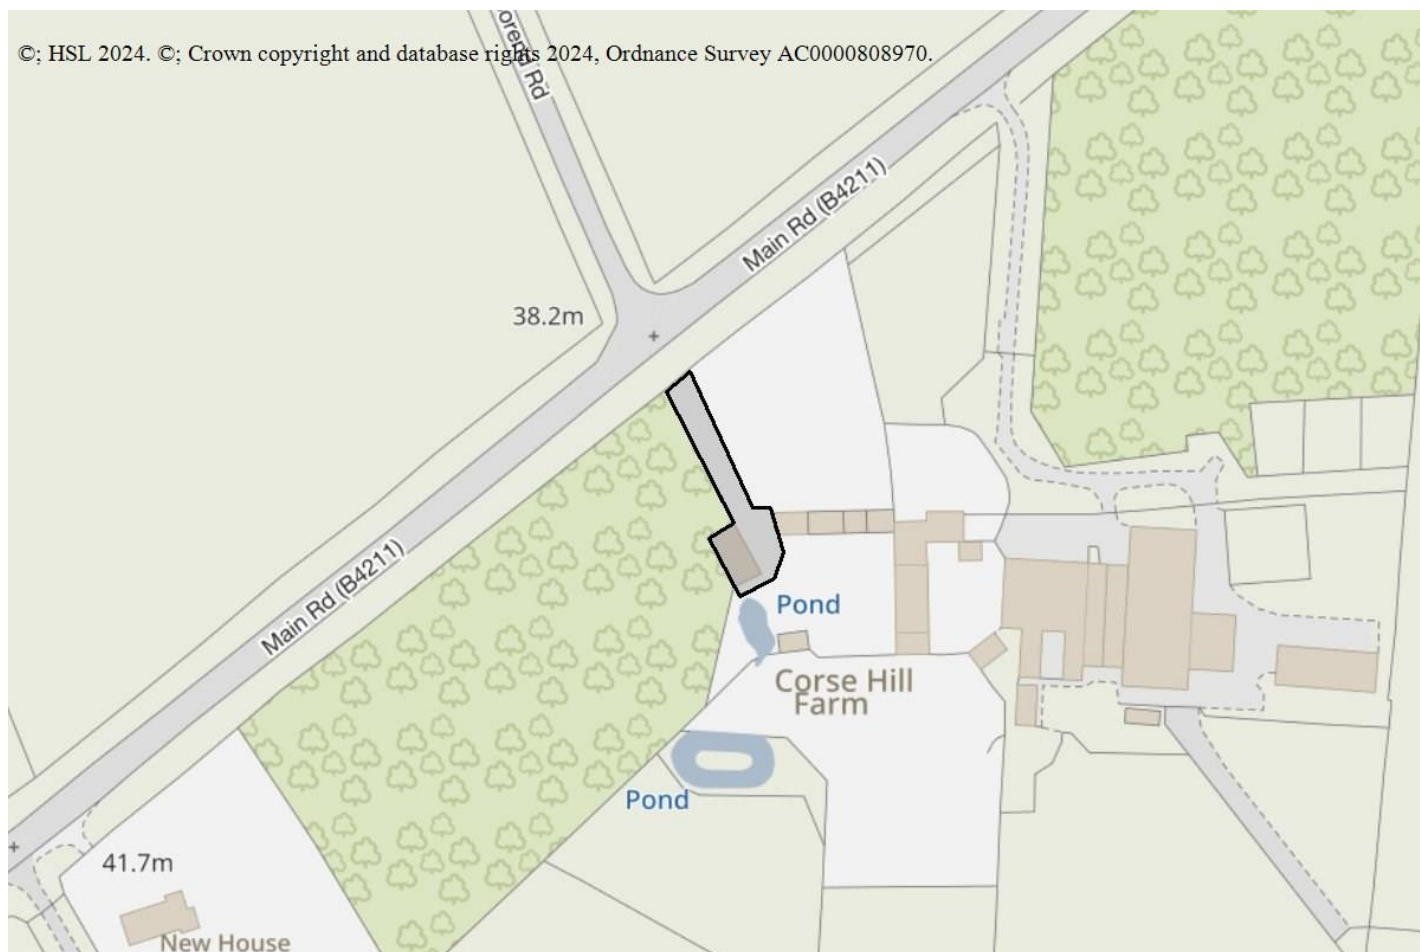 ©; HSL 2024. ©; Crown copyright and database rights 2024, Ordnance Survey AC0000808970.
Main Rd (B4211)
38.2m
Main Rd (B4211)
Pond
Corse Hill
Farm
Pond
41.7m
New House